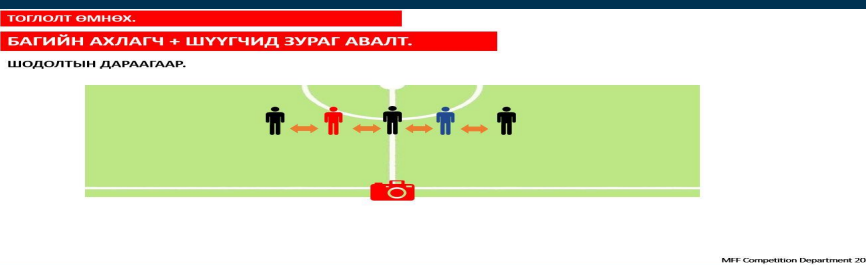 ТОГЛОЛТ ӨМНӨХ.
БАГИЙН АХЛАГЧ + ШҮҮГЧИД ЗУРАГ АВАЛТ.
ШОДОЛТЫН ДАРААГААР.
MFF Competition Department 20